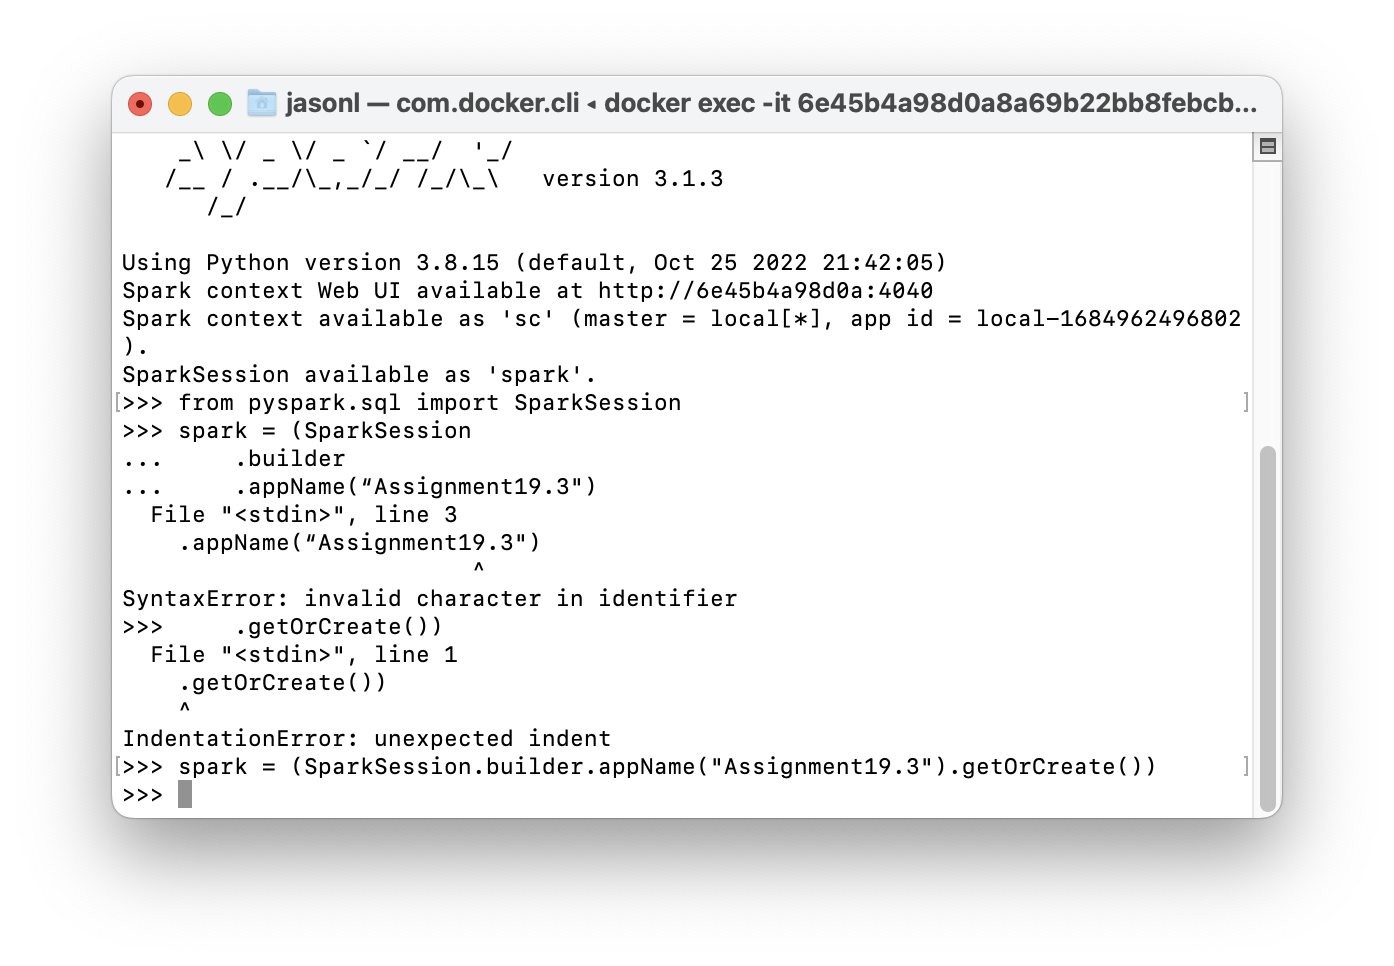 jasonl — com.docker.cli ◂ docker exec -it 6e45b4a98d0a8a69b22bb8febcb...
    _\ \/ _ \/ _ `/ __/  '_/
   /__ / .__/\_,_/_/ /_/\_\   version 3.1.3
      /_/
Using Python version 3.8.15 (default, Oct 25 2022 21:42:05)
Spark context Web UI available at http://6e45b4a98d0a:4040
Spark context available as 'sc' (master = local[*], app id = local-1684962496802
).
SparkSession available as 'spark'.
[>>> from pyspark.sql import SparkSession ]
>>> spark = (SparkSession
...     .builder
...     .appName(“Assignment19.3")
  File "<stdin>", line 3
    .appName(“Assignment19.3")
                         ^
SyntaxError: invalid character in identifier
>>>     .getOrCreate())
  File "<stdin>", line 1
    .getOrCreate())
    ^
IndentationError: unexpected indent
[>>> spark = (SparkSession.builder.appName("Assignment19.3").getOrCreate()) ]
>>>